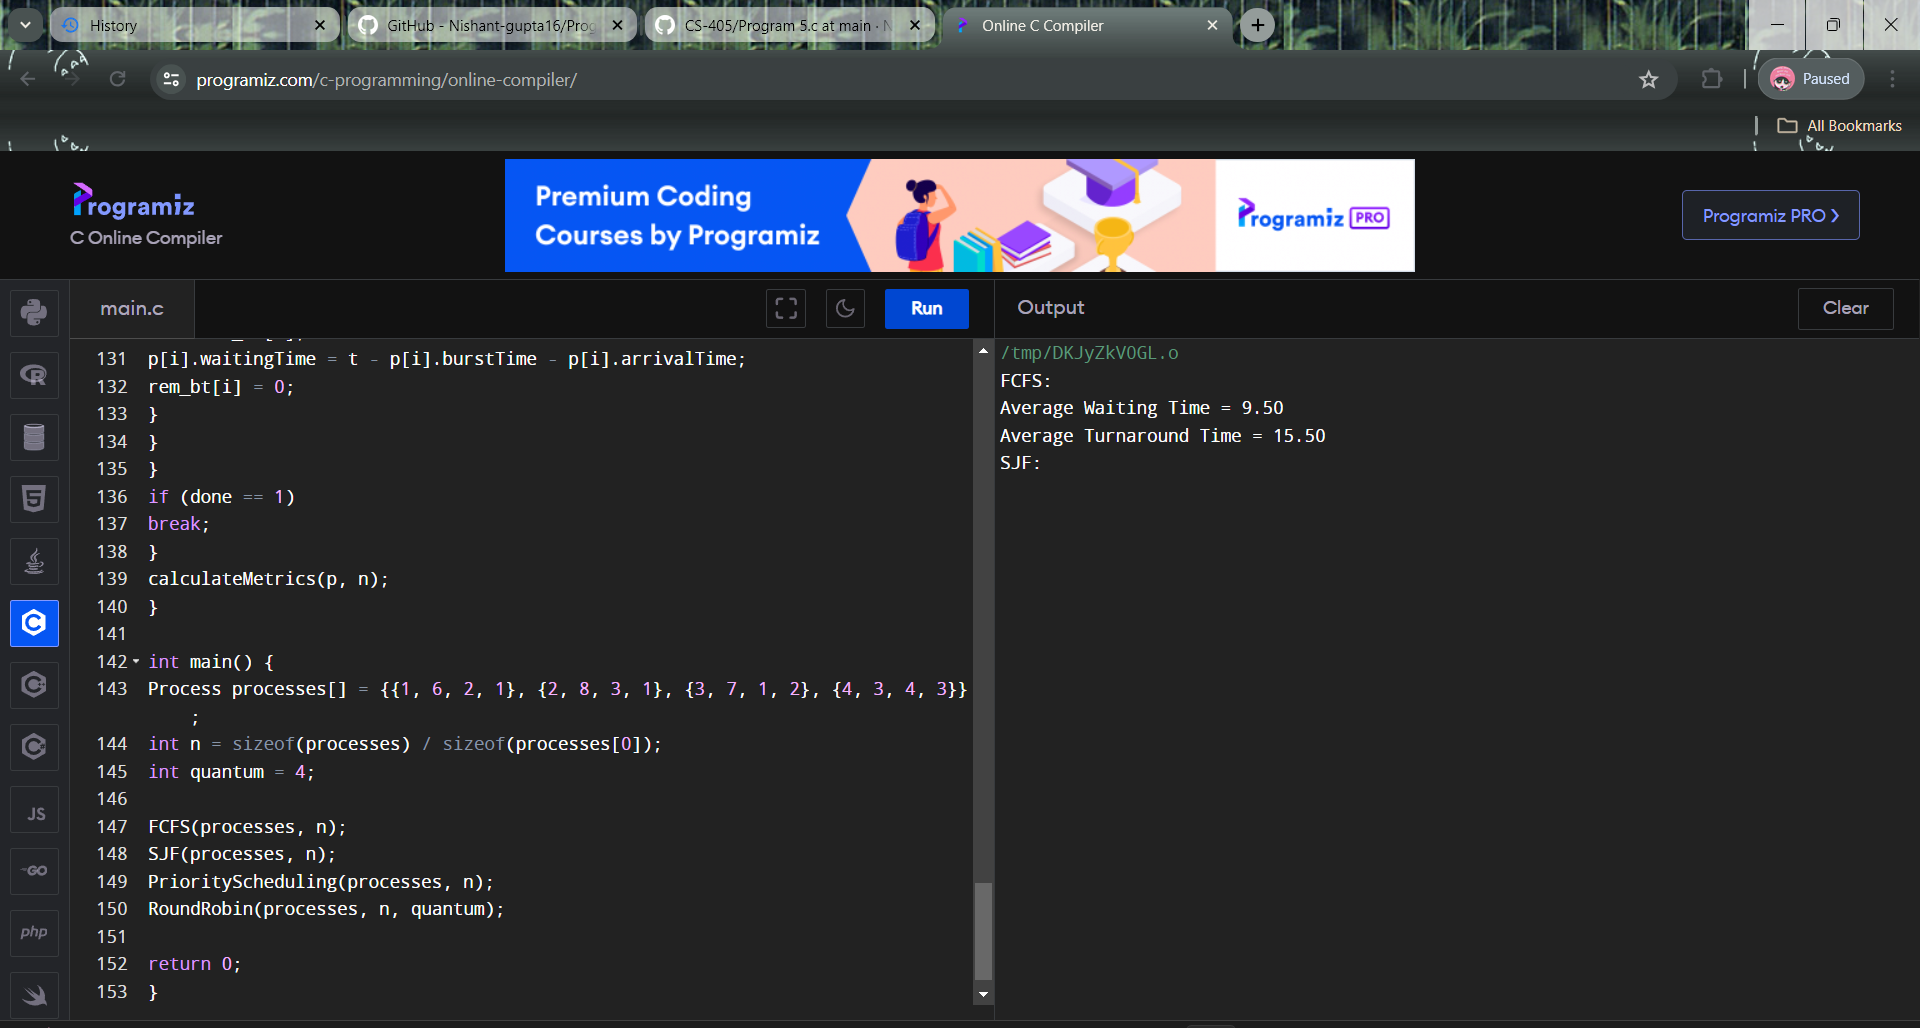 History
GitHub - Nishant-gupta16/Prog
CS-405/Program 5.c at main · N
Online C Compiler
programiz.com/c-programming/online-compiler/
Paused
All Bookmarks
Programiz
C Online Compiler
Premium Coding
Courses by Programiz
Programiz PRO
Programiz PRO
main.c
Run
Output
Clear
131 p[i].waitingTime = t - p[i].burstTime - p[i].arrivalTime;
132 rem_bt[i] = 0;
133 }
134 }
135 }
136 if (done == 1)
137 break;
138 }
139 calculateMetrics(p, n);
140 }
141
142 int main() {
143 Process processes[] = {{1, 6, 2, 1}, {2, 8, 3, 1}, {3, 7, 1, 2}, {4, 3, 4, 3}}
;
144 int n = sizeof(processes) / sizeof(processes[0]);
145 int quantum = 4;
146
147 FCFS(processes, n);
148 SJF(processes, n);
149 PriorityScheduling(processes, n);
150 RoundRobin(processes, n, quantum);
151
152 return 0;
153 }
/tmp/DKJyZkVOGL.o
FCFS:
Average Waiting Time = 9.50
Average Turnaround Time = 15.50
SJF:
R
5
C
C
C
JS
GO
php